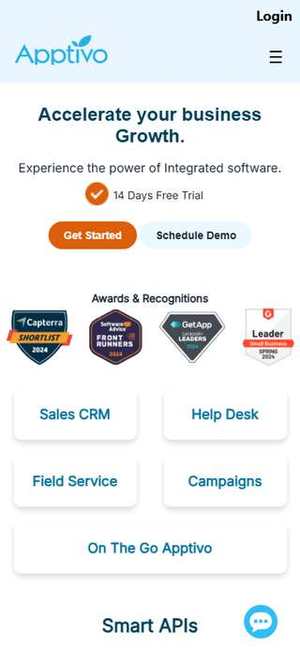 Login
Apptivo
Accelerate your business
Growth.
Experience the power of Integrated software.
14 Days Free Trial
Get Started
Schedule Demo
Awards & Recognitions
Capterra
SHORTLIST
2024
Software Advice
FRONT
RUNNERS
2024
GetApp
CATEGORY
LEADERS
2024
G
Leader
Small Business
SPRING
2024
Sales CRM
Help Desk
Field Service
Campaigns
On The Go Apptivo
Smart APIs